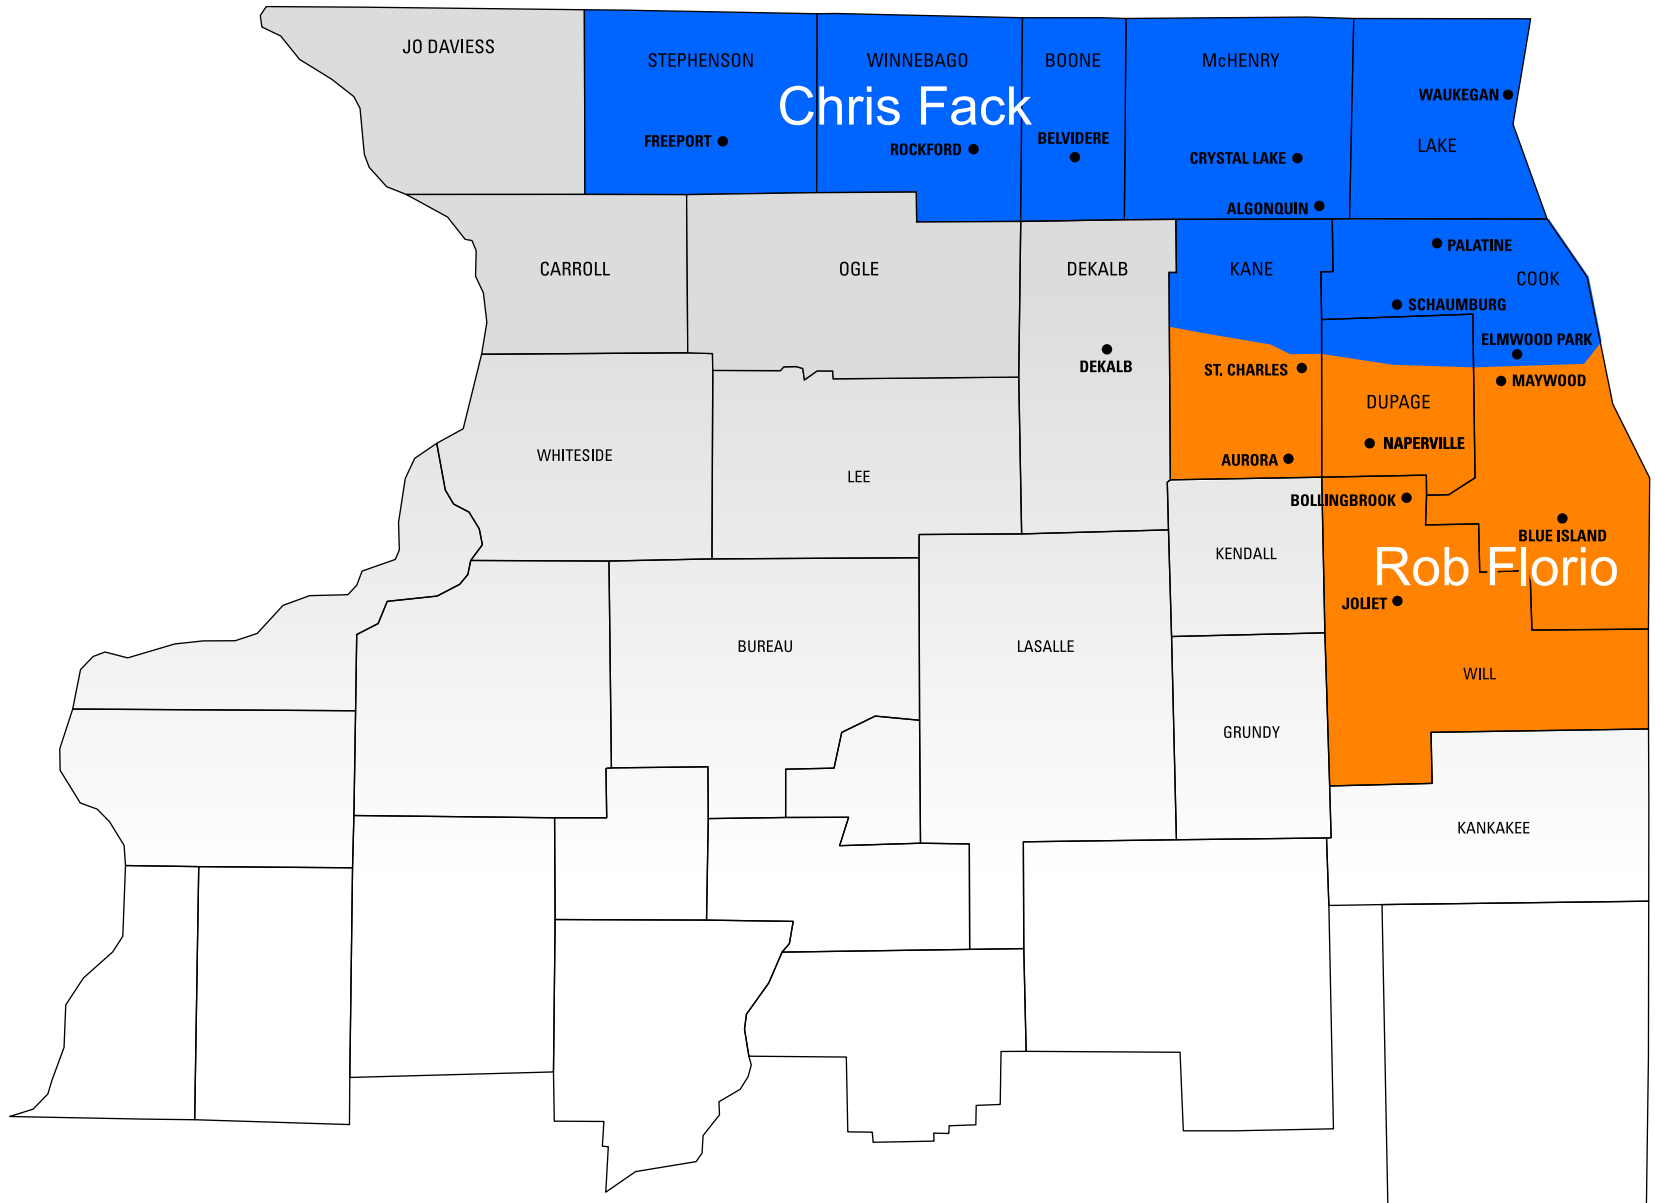 JO DAVIESS
STEPHENSON
WINNEBAGO
BOONE
McHENRY
Chris Fack
WAUKEGAN
FREEPORT
ROCKFORD
BELVIDERE
CRYSTAL LAKE
LAKE
ALGONQUIN
PALATINE
CARROLL
OGLE
DEKALB
KANE
COOK
SCHAUMBURG
ELMWOOD PARK
DEKALB
ST. CHARLES
MAYWOOD
DUPAGE
WHITESIDE
LEE
AURORA
NAPERVILLE
BOLLINGBROOK
BLUE ISLAND
KENDALL
Rob Florio
JOLIET
BUREAU
LASALLE
WILL
GRUNDY
KANKAKEE